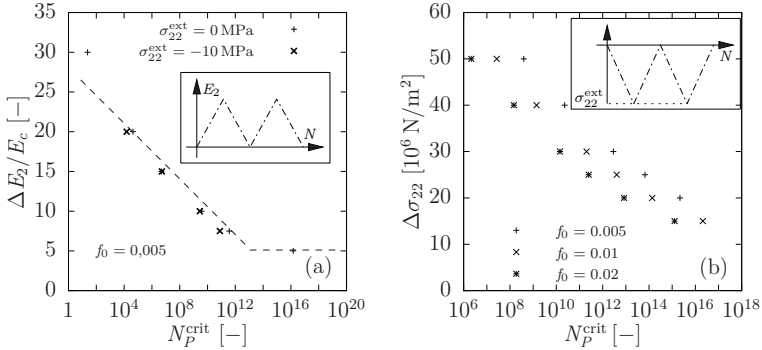 35
30
25
20
15
10
5
0
ΔE₂/E_c [−]
σ₂₂^ext = 0 MPa
σ₂₂^ext = −10 MPa
E₂
N
f₀ = 0,005
(a)
1 10⁴ 10⁸ 10¹² 10¹⁶ 10²⁰
N_P^crit [−]
60
50
40
30
20
10
0
Δσ₂₂ [10⁶ N/m²]
N
σ₂₂^ext
f₀ = 0.005
f₀ = 0.01
f₀ = 0.02
(b)
10⁶ 10⁸ 10¹⁰ 10¹² 10¹⁴ 10¹⁶ 10¹⁸
N_P^crit [−]